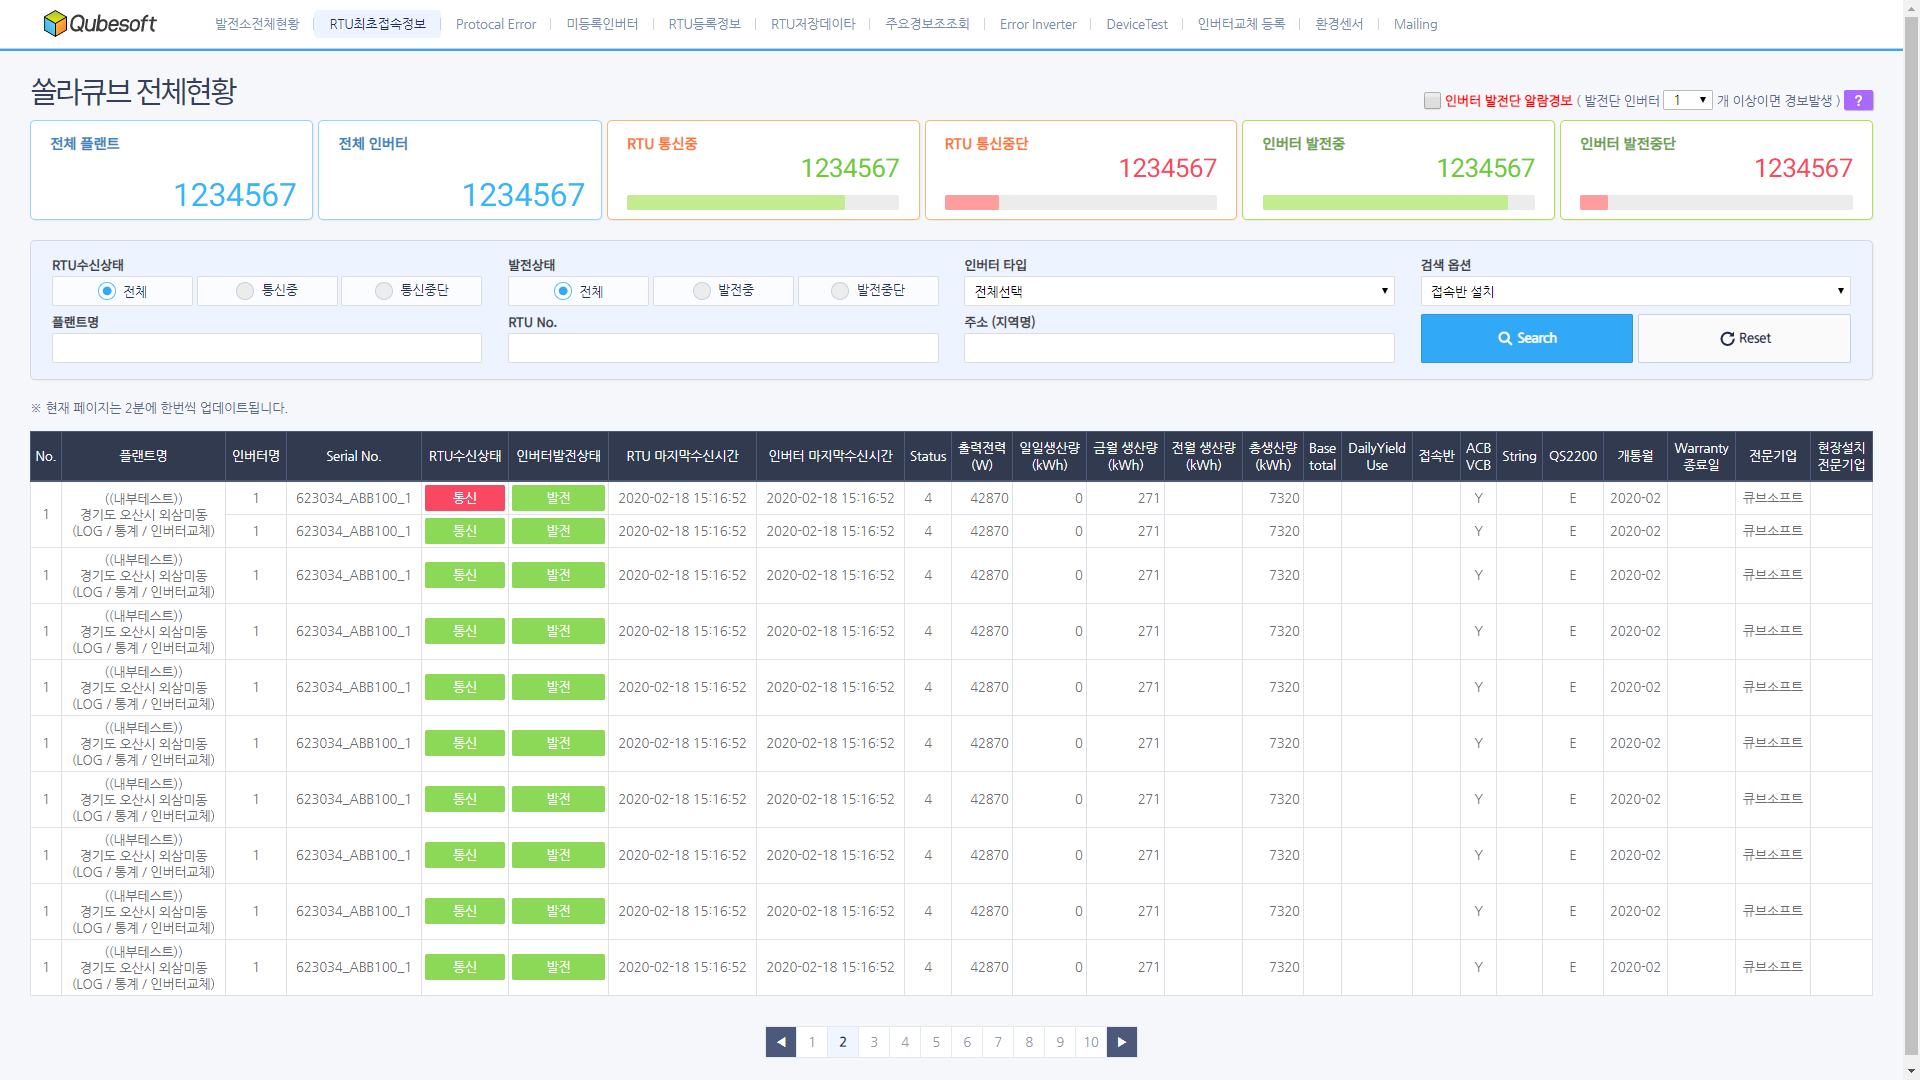 Qubesoft
발전소전체현황 RTU최초접속정보 Protocal Error 미등록인버터 RTU등록정보 RTU저장데이타 주요경보조조회 Error Inverter DeviceTest 인버터교체 등록 환경센서 Mailing
쏠라큐브 전체현황
인버터 발전단 알람경보 ( 발전단 인버터 1 개 이상이면 경보발생 ) ?
전체 플랜트 전체 인버터 RTU 통신중 RTU 통신중단 인버터 발전중 인버터 발전중단
1234567 1234567 1234567 1234567 1234567 1234567
RTU수신상태 발전상태 인버터 타입 검색 옵션
전체 통신중 통신중단 전체 발전중 발전중단 전체선택 접속반 설치
플랜트명 RTU No. 주소 (지역명)
Search Reset
※ 현재 페이지는 2분에 한번씩 업데이트됩니다.
No. 플랜트명 인버터명 Serial No. RTU수신상태 인버터발전상태 RTU 마지막수신시간 인버터 마지막수신시간 Status 출력전력 (W) 일일생산량 (kWh) 금월 생산량 (kWh) 전월 생산량 (kWh) 총생산량 (kWh) Base total DailyYield Use 접속반 ACB VCB String QS2200 개통월 Warranty 종료일 전문기업 현장설치 전문기업
1 ((내부테스트)) 경기도 오산시 외삼미동 (LOG / 통계 / 인버터교체) 1 623034_ABB100_1 통신 발전 2020-02-18 15:16:52 2020-02-18 15:16:52 4 42870 0 271 7320 Y E 2020-02 큐브소프트
1 623034_ABB100_1 통신 발전 2020-02-18 15:16:52 2020-02-18 15:16:52 4 42870 0 271 7320 Y E 2020-02 큐브소프트
1 ((내부테스트)) 경기도 오산시 외삼미동 (LOG / 통계 / 인버터교체) 1 623034_ABB100_1 통신 발전 2020-02-18 15:16:52 2020-02-18 15:16:52 4 42870 0 271 7320 Y E 2020-02 큐브소프트
1 ((내부테스트)) 경기도 오산시 외삼미동 (LOG / 통계 / 인버터교체) 1 623034_ABB100_1 통신 발전 2020-02-18 15:16:52 2020-02-18 15:16:52 4 42870 0 271 7320 Y E 2020-02 큐브소프트
1 ((내부테스트)) 경기도 오산시 외삼미동 (LOG / 통계 / 인버터교체) 1 623034_ABB100_1 통신 발전 2020-02-18 15:16:52 2020-02-18 15:16:52 4 42870 0 271 7320 Y E 2020-02 큐브소프트
1 ((내부테스트)) 경기도 오산시 외삼미동 (LOG / 통계 / 인버터교체) 1 623034_ABB100_1 통신 발전 2020-02-18 15:16:52 2020-02-18 15:16:52 4 42870 0 271 7320 Y E 2020-02 큐브소프트
1 ((내부테스트)) 경기도 오산시 외삼미동 (LOG / 통계 / 인버터교체) 1 623034_ABB100_1 통신 발전 2020-02-18 15:16:52 2020-02-18 15:16:52 4 42870 0 271 7320 Y E 2020-02 큐브소프트
1 ((내부테스트)) 경기도 오산시 외삼미동 (LOG / 통계 / 인버터교체) 1 623034_ABB100_1 통신 발전 2020-02-18 15:16:52 2020-02-18 15:16:52 4 42870 0 271 7320 Y E 2020-02 큐브소프트
1 ((내부테스트)) 경기도 오산시 외삼미동 (LOG / 통계 / 인버터교체) 1 623034_ABB100_1 통신 발전 2020-02-18 15:16:52 2020-02-18 15:16:52 4 42870 0 271 7320 Y E 2020-02 큐브소프트
1 ((내부테스트)) 경기도 오산시 외삼미동 (LOG / 통계 / 인버터교체) 1 623034_ABB100_1 통신 발전 2020-02-18 15:16:52 2020-02-18 15:16:52 4 42870 0 271 7320 Y E 2020-02 큐브소프트
1 2 3 4 5 6 7 8 9 10